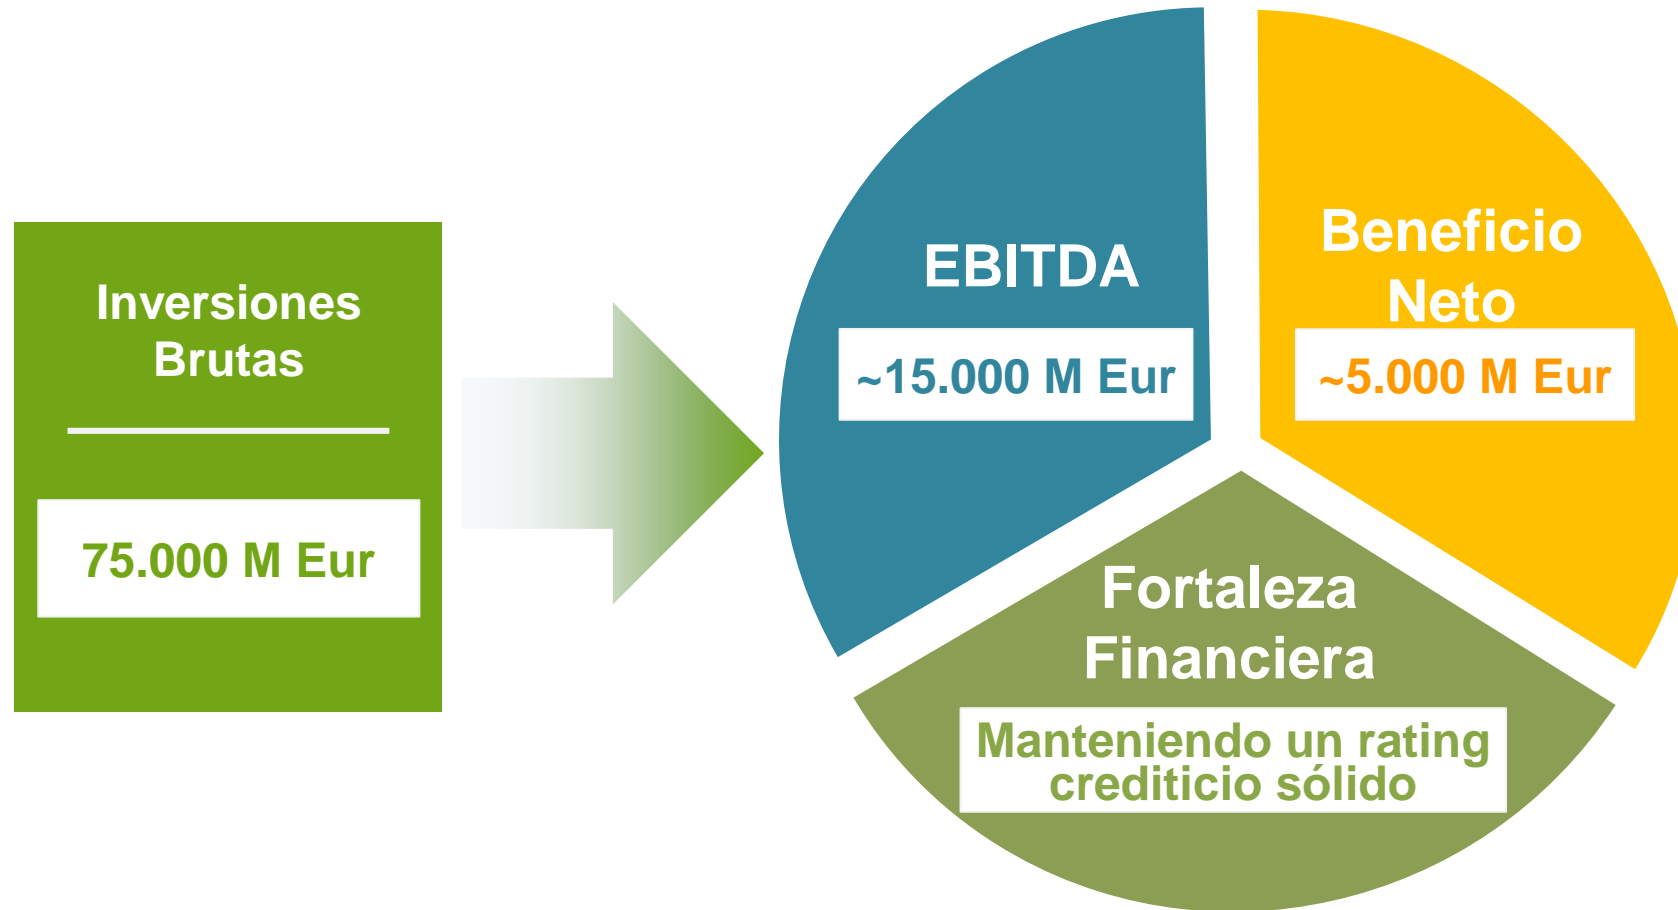 Inversiones
Brutas
75.000 M Eur
EBITDA
~15.000 M Eur
Beneficio
Neto
~5.000 M Eur
Fortaleza
Financiera
Manteniendo un rating
crediticio sólido